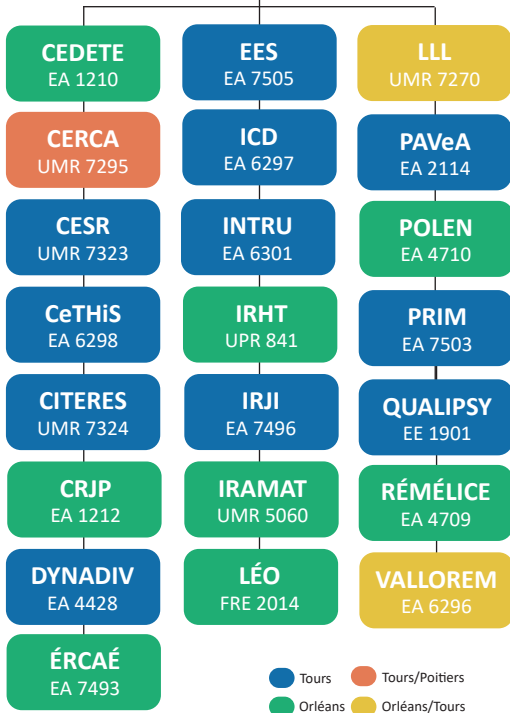 CEDETE
EA 1210
CERCA
UMR 7295
CESR
UMR 7323
CeTHiS
EA 6298
CITERES
UMR 7324
CRJP
EA 1212
DYNADIV
EA 4428
ÉRCAÉ
EA 7493
EES
EA 7505
ICD
EA 6297
INTRU
EA 6301
IRHT
UPR 841
IRJI
EA 7496
IRAMAT
UMR 5060
LÉO
FRE 2014
LLL
UMR 7270
PAVeA
EA 2114
POLEN
EA 4710
PRIM
EA 7503
QUALIPSY
EE 1901
RÉMÉLICE
EA 4709
VALLOREM
EA 6296
Tours
Tours/Poitiers
Orléans
Orléans/Tours